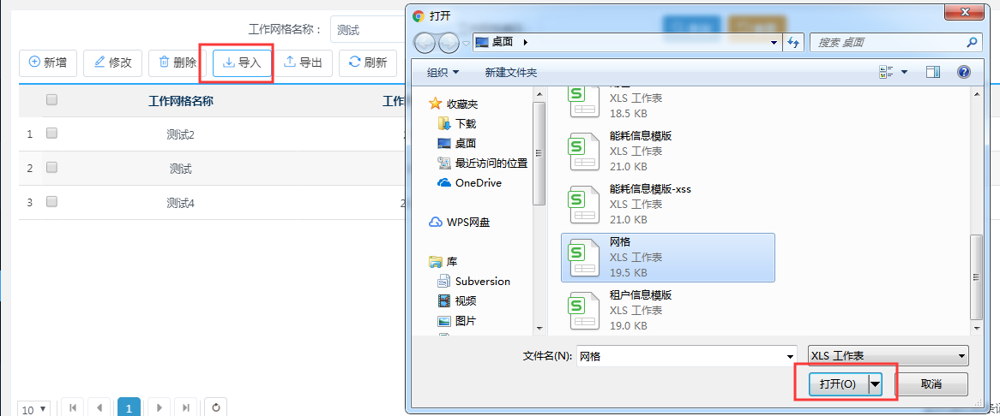 工作网格名称：
测试
新增
修改
删除
导入
导出
刷新
工作网格名称
1
测试2
2
测试
3
测试4
10
1
打开
桌面
搜索 桌面
组织
新建文件夹
收藏夹
下载
桌面
最近访问的位置
OneDrive
WPS网盘
库
Subversion
视频
图片
XLS 工作表
18.5 KB
能耗信息模版
XLS 工作表
21.0 KB
能耗信息模版-xss
XLS 工作表
21.0 KB
网格
XLS 工作表
19.5 KB
租户信息模版
XLS 工作表
19.0 KB
文件名(N):
网格
XLS 工作表
打开(O)
取消